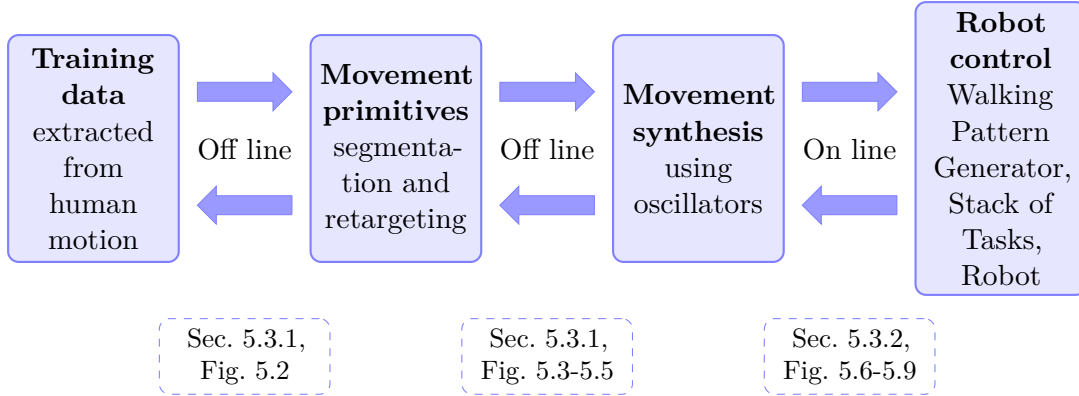 Training
data
extracted
from
human
motion
Off line
Movement
primitives
segmenta-
tion and
retargeting
Off line
Movement
synthesis
using
oscillators
On line
Robot
control
Walking
Pattern
Generator,
Stack of
Tasks,
Robot
Sec. 5.3.1,
Fig. 5.2
Sec. 5.3.1,
Fig. 5.3-5.5
Sec. 5.3.2,
Fig. 5.6-5.9